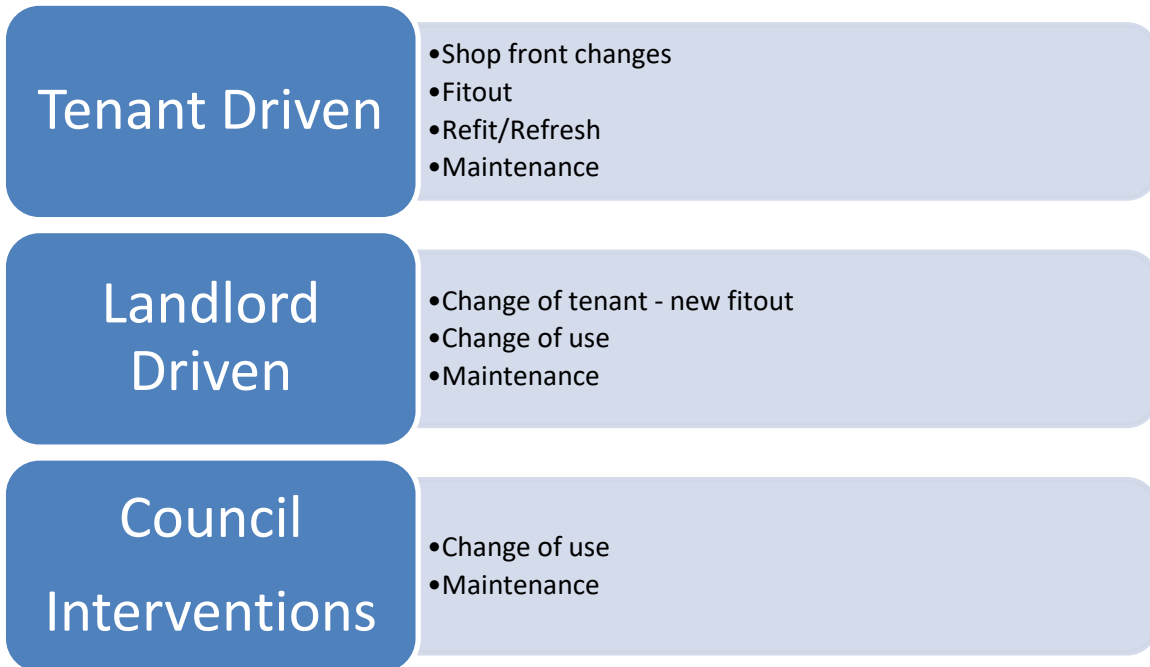 Tenant Driven
•Shop front changes
•Fitout
•Refit/Refresh
•Maintenance
Landlord
Driven
•Change of tenant - new fitout
•Change of use
•Maintenance
Council
Interventions
•Change of use
•Maintenance